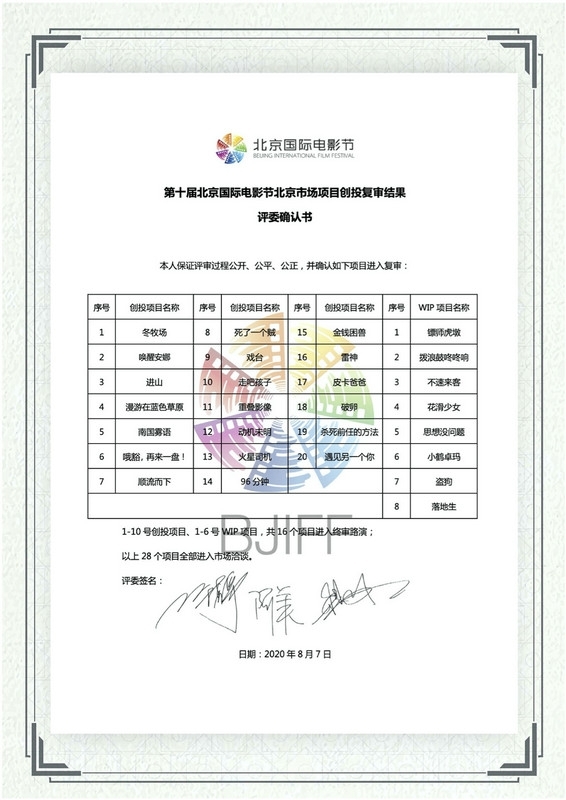 北京国际电影节
BEIJING INTERNATIONAL FILM FESTIVAL
第十届北京国际电影节北京市场项目创投复审结果
评委确认书
本人保证评审过程公开、公平、公正，并确认如下项目进入复审：
序号 创投项目名称 序号 创投项目名称 序号 创投项目名称 序号 WIP 项目名称
1 冬牧场 8 死了一个贼 15 金钱困兽 1 镖师虎墩
2 唤醒安娜 9 戏台 16 雷神 2 拨浪鼓咚咚响
3 进山 10 走吧孩子 17 皮卡爸爸 3 不速来客
4 漫游在蓝色草原 11 重叠影像 18 破卵 4 花滑少女
5 南国雾语 12 动机未明 19 杀死前任的方法 5 思想没问题
6 哦豁，再来一盘！ 13 火星司机 20 遇见另一个你 6 小鹤卓玛
7 顺流而下 14 96 分钟 7 盗狗
8 落地生
BJIFF
1-10 号创投项目、1-6 号 WIP 项目，共 16 个项目进入终审路演；
以上 28 个项目全部进入市场洽谈。
评委签名：
日期：2020 年 8 月 7 日